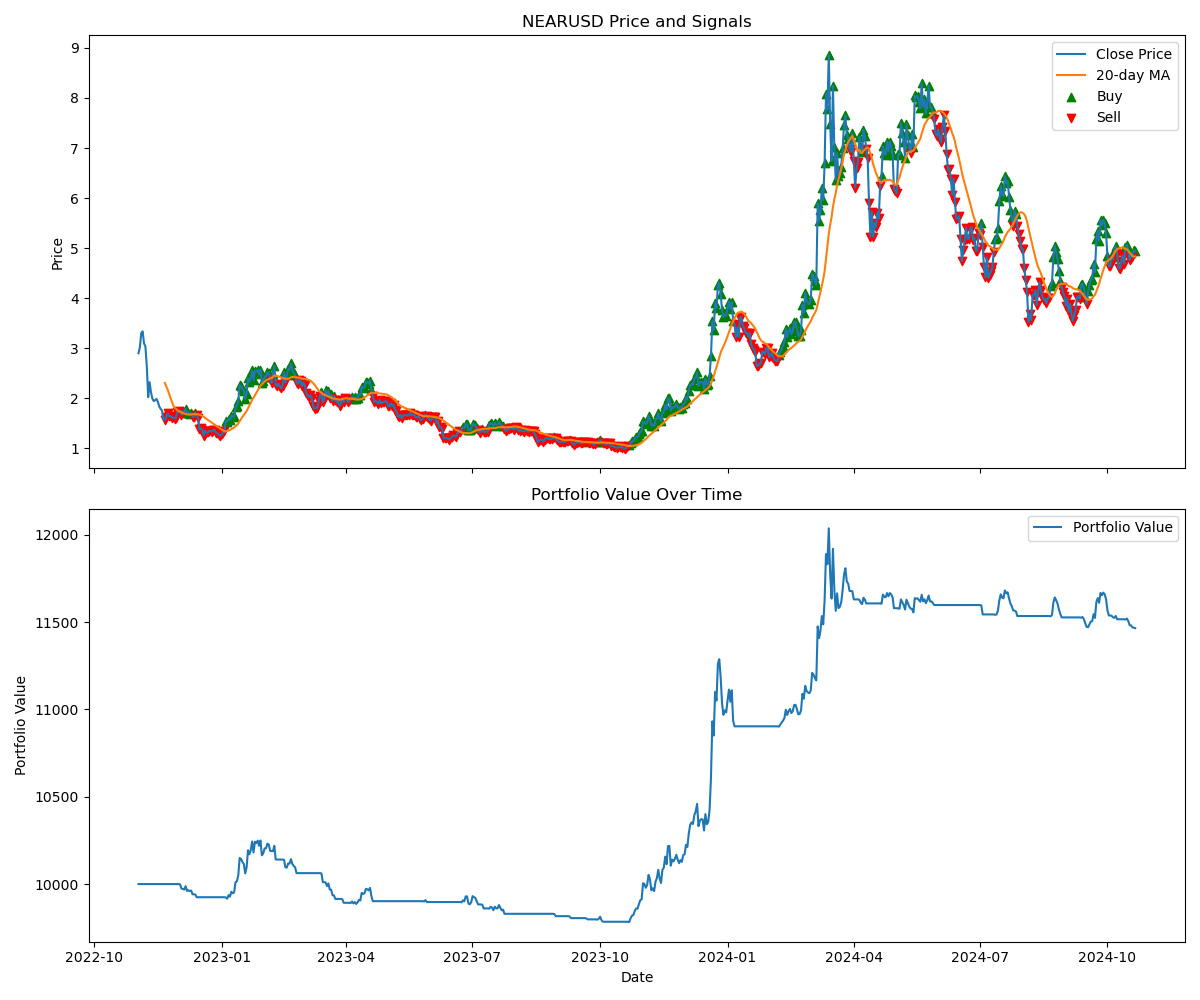 NEARUSD Price and Signals
9
8
7
6
5
4
3
2
1
Price
Close Price
20-day MA
Buy
Sell
Portfolio Value Over Time
12000
11500
11000
10500
10000
Portfolio Value
Portfolio Value
2022-10 2023-01 2023-04 2023-07 2023-10 2024-01 2024-04 2024-07 2024-10
Date